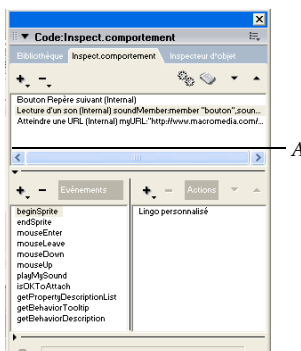 Code:Inspect.comportement
Bibliothèque Inspect.comportement Inspecteur d'objet
Bouton Repère suivant (Internal)
Lecture d'un son (Internal) soundMember:member "bouton",soun...
Atteindre une URL (Internal) myURL:"http://www.macromedia.com/...
A
Evénements Actions
beginSprite
endSprite
mouseEnter
mouseLeave
mouseDown
mouseUp
playMySound
isOKToAttach
getPropertyDescriptionList
getBehaviorTooltip
getBehaviorDescription
Lingo personnalisé